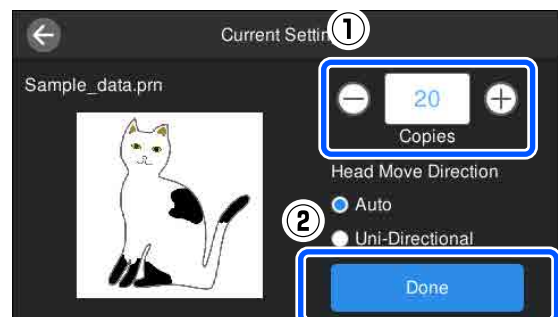 Current Settin
①
Sample_data.prn
20
Copies
Head Move Direction
Auto
②
Uni-Directional
Done